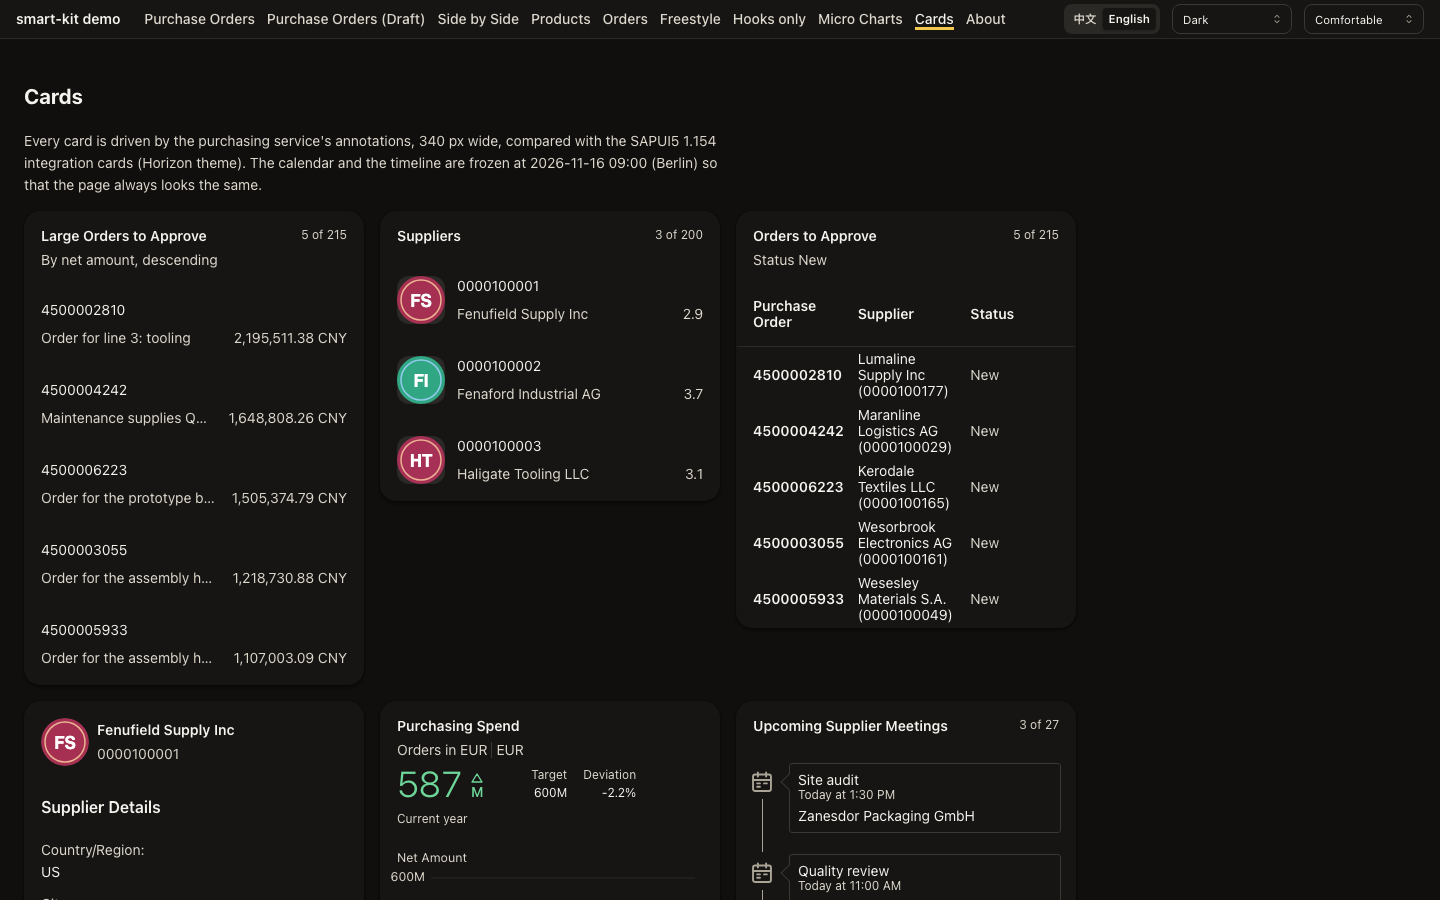 smart-kit demo Purchase Orders Purchase Orders (Draft) Side by Side Products Orders Freestyle Hooks only Micro Charts Cards About 中文 English Dark Comfortable
Cards
Every card is driven by the purchasing service's annotations, 340 px wide, compared with the SAPUI5 1.154
integration cards (Horizon theme). The calendar and the timeline are frozen at 2026-11-16 09:00 (Berlin) so
that the page always looks the same.
Large Orders to Approve 5 of 215
By net amount, descending
4500002810
Order for line 3: tooling 2,195,511.38 CNY
4500004242
Maintenance supplies Q... 1,648,808.26 CNY
4500006223
Order for the prototype b... 1,505,374.79 CNY
4500003055
Order for the assembly h... 1,218,730.88 CNY
4500005933
Order for the assembly h... 1,107,003.09 CNY
Suppliers 3 of 200
FS
0000100001
Fenufield Supply Inc 2.9
FI
0000100002
Fenaford Industrial AG 3.7
HT
0000100003
Haligate Tooling LLC 3.1
Orders to Approve 5 of 215
Status New
Purchase
Order
Supplier Status
4500002810
Lumaline
Supply Inc
(0000100177)
New
4500004242
Maranline
Logistics AG
(0000100029)
New
4500006223
Kerodale
Textiles LLC
(0000100165)
New
4500003055
Wesorbrook
Electronics AG
(0000100161)
New
4500005933
Wesesley
Materials S.A.
(0000100049)
New
FS
Fenufield Supply Inc
0000100001
Supplier Details
Country/Region:
US
Purchasing Spend
Orders in EUR EUR
587 M
Target Deviation
600M -2.2%
Current year
Net Amount
600M
Upcoming Supplier Meetings 3 of 27
Site audit
Today at 1:30 PM
Zanesdor Packaging GmbH
Quality review
Today at 11:00 AM